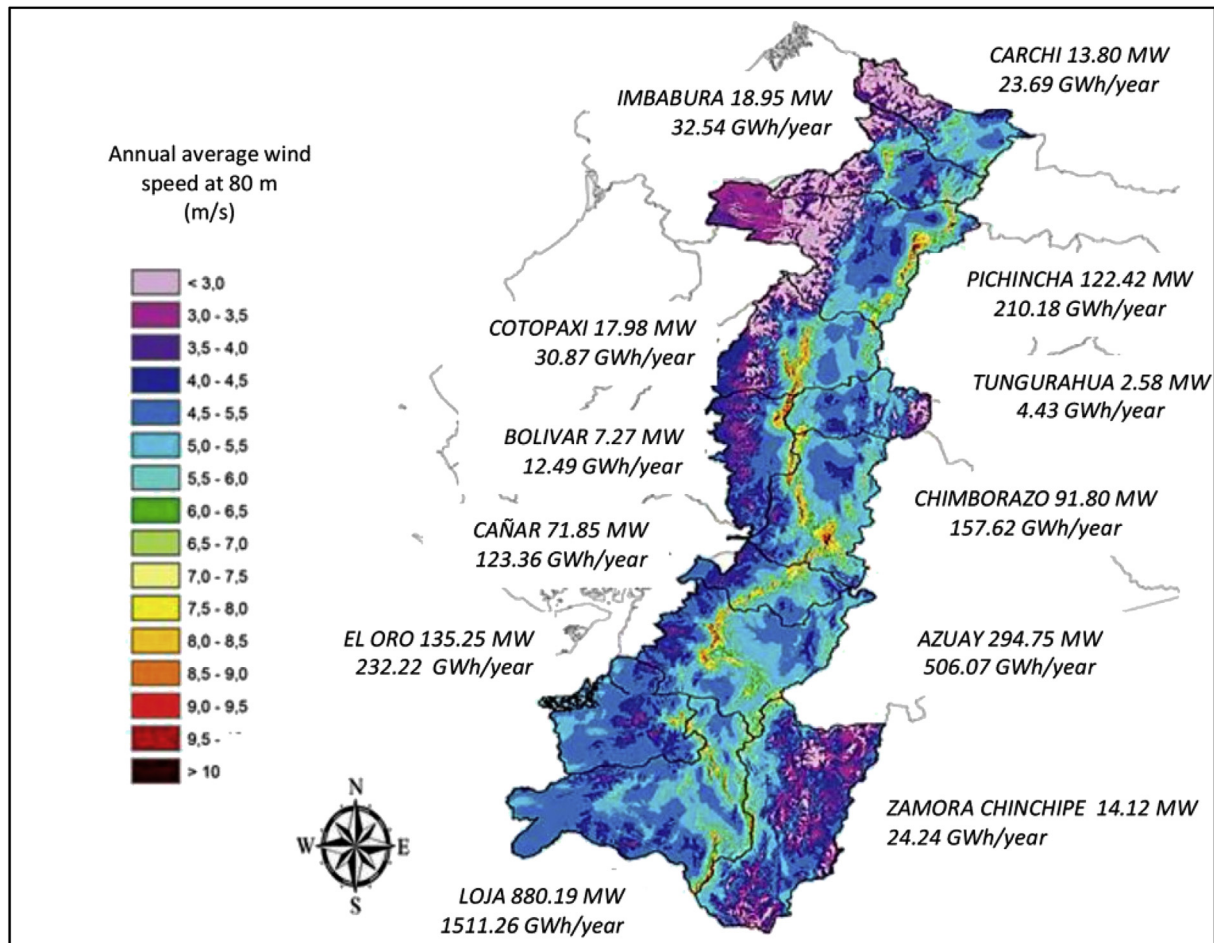 CARCHI 13.80 MW
23.69 GWh/year
IMBABURA 18.95 MW
32.54 GWh/year
Annual average wind
speed at 80 m
(m/s)
< 3,0
3,0 - 3,5
3,5 - 4,0
4,0 - 4,5
4,5 - 5,5
5,0 - 5,5
5,5 - 6,0
6,0 - 6,5
6,5 - 7,0
7,0 - 7,5
7,5 - 8,0
8,0 - 8,5
8,5 - 9,0
9,0 - 9,5
9,5 -
> 10
PICHINCHA 122.42 MW
210.18 GWh/year
COTOPAXI 17.98 MW
30.87 GWh/year
TUNGURAHUA 2.58 MW
4.43 GWh/year
BOLIVAR 7.27 MW
12.49 GWh/year
CHIMBORAZO 91.80 MW
157.62 GWh/year
CAÑAR 71.85 MW
123.36 GWh/year
EL ORO 135.25 MW
232.22 GWh/year
AZUAY 294.75 MW
506.07 GWh/year
ZAMORA CHINCHIPE 14.12 MW
24.24 GWh/year
N
W E
S
LOJA 880.19 MW
1511.26 GWh/year